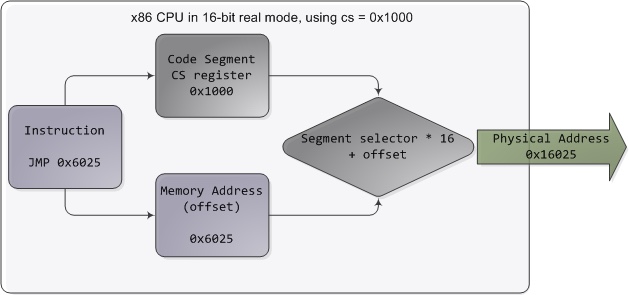 x86 CPU in 16-bit real mode, using cs = 0x1000
Code Segment
CS register
0x1000
Instruction
JMP 0x6025
Segment selector * 16
+ offset
Physical Address
0x16025
Memory Address
(offset)
0x6025